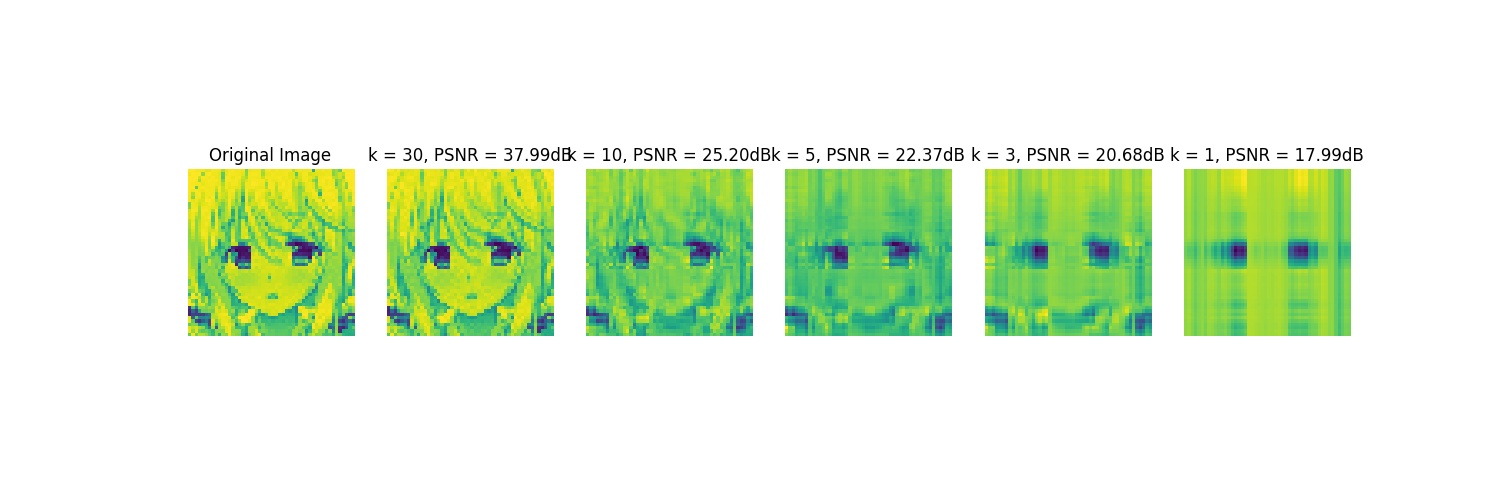 Original Image
k = 30, PSNR = 37.99dB
k = 10, PSNR = 25.20dB
k = 5, PSNR = 22.37dB
k = 3, PSNR = 20.68dB
k = 1, PSNR = 17.99dB